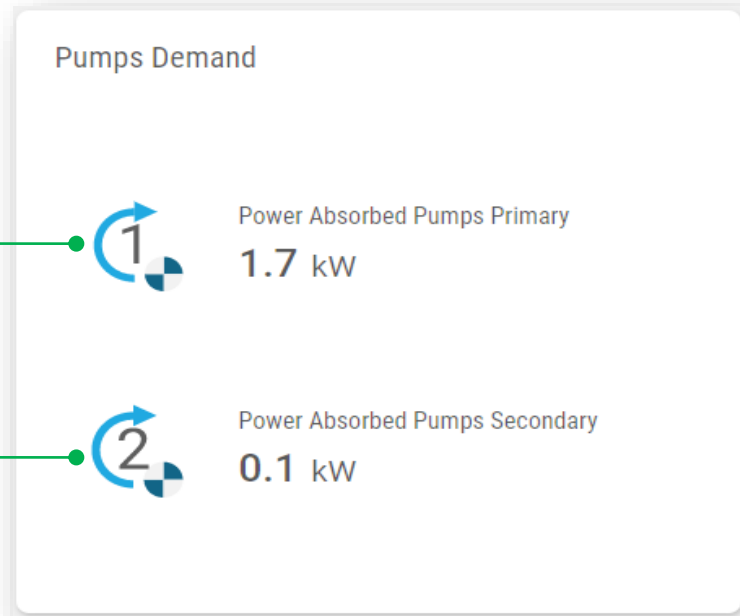 Pumps Demand
1
Power Absorbed Pumps Primary
1.7 kW
2
Power Absorbed Pumps Secondary
0.1 kW